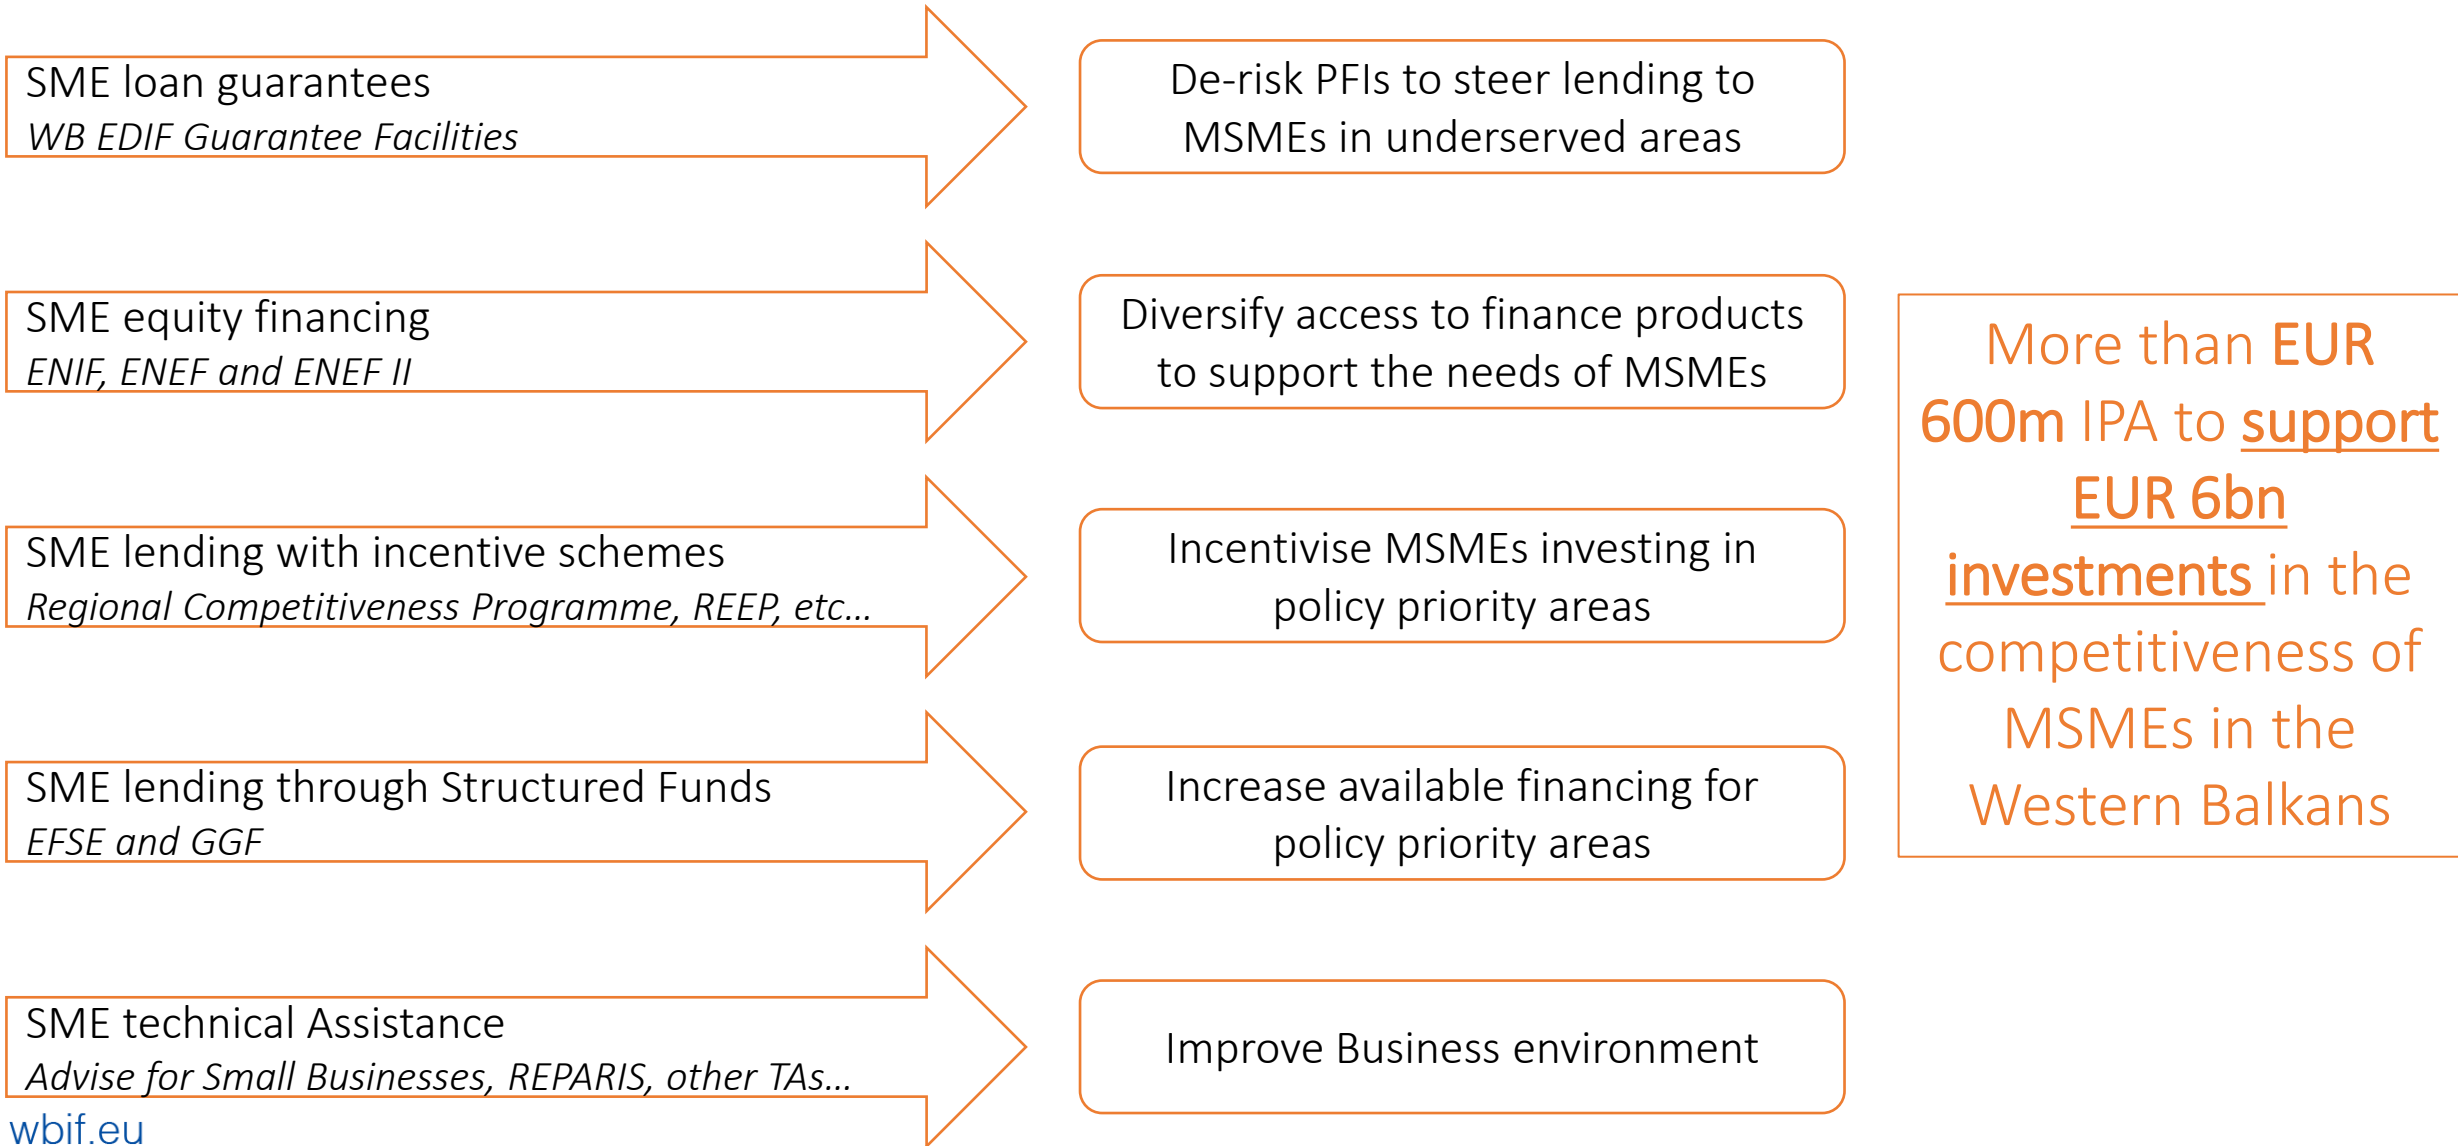 SME loan guarantees
WB EDIF Guarantee Facilities
De-risk PFIs to steer lending to
MSMEs in underserved areas
SME equity financing
ENIF, ENEF and ENEF II
Diversify access to finance products
to support the needs of MSMEs
SME lending with incentive schemes
Regional Competitiveness Programme, REEP, etc...
Incentivise MSMEs investing in
policy priority areas
SME lending through Structured Funds
EFSE and GGF
Increase available financing for
policy priority areas
SME technical Assistance
Advise for Small Businesses, REPARIS, other TAs...
Improve Business environment
More than EUR
600m IPA to support
EUR 6bn
investments in the
competitiveness of
MSMEs in the
Western Balkans
wbif.eu